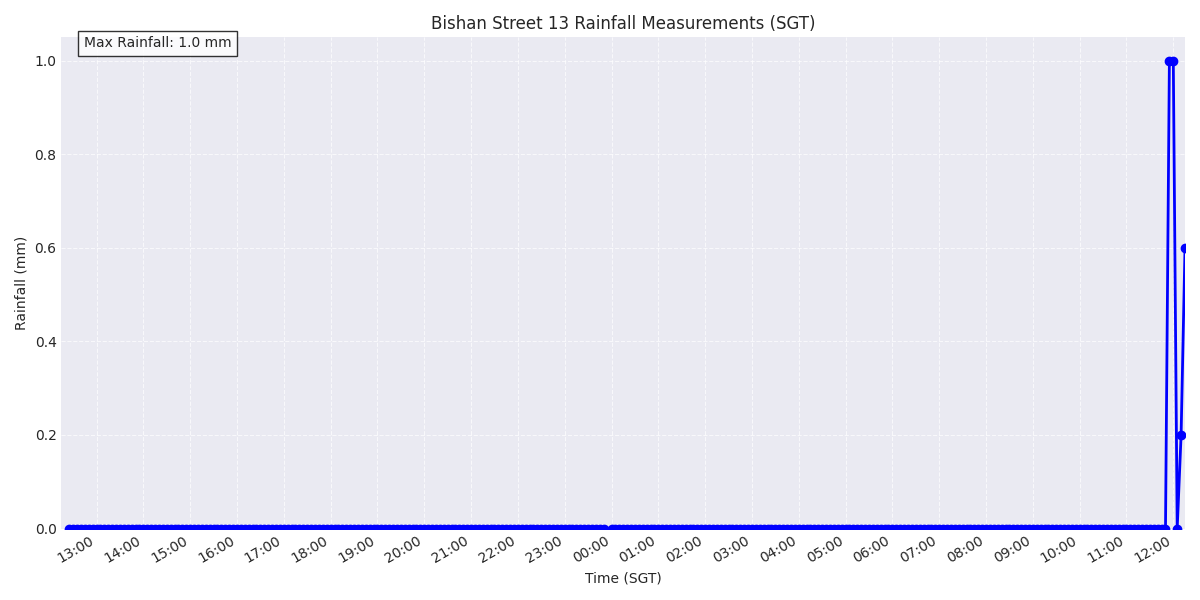 Bishan Street 13 Rainfall Measurements (SGT)
Max Rainfall: 1.0 mm
1.0
0.8
0.6
0.4
0.2
0.0
Rainfall (mm)
13:00 14:00 15:00 16:00 17:00 18:00 19:00 20:00 21:00 22:00 23:00 00:00 01:00 02:00 03:00 04:00 05:00 06:00 07:00 08:00 09:00 10:00 11:00 12:00
Time (SGT)